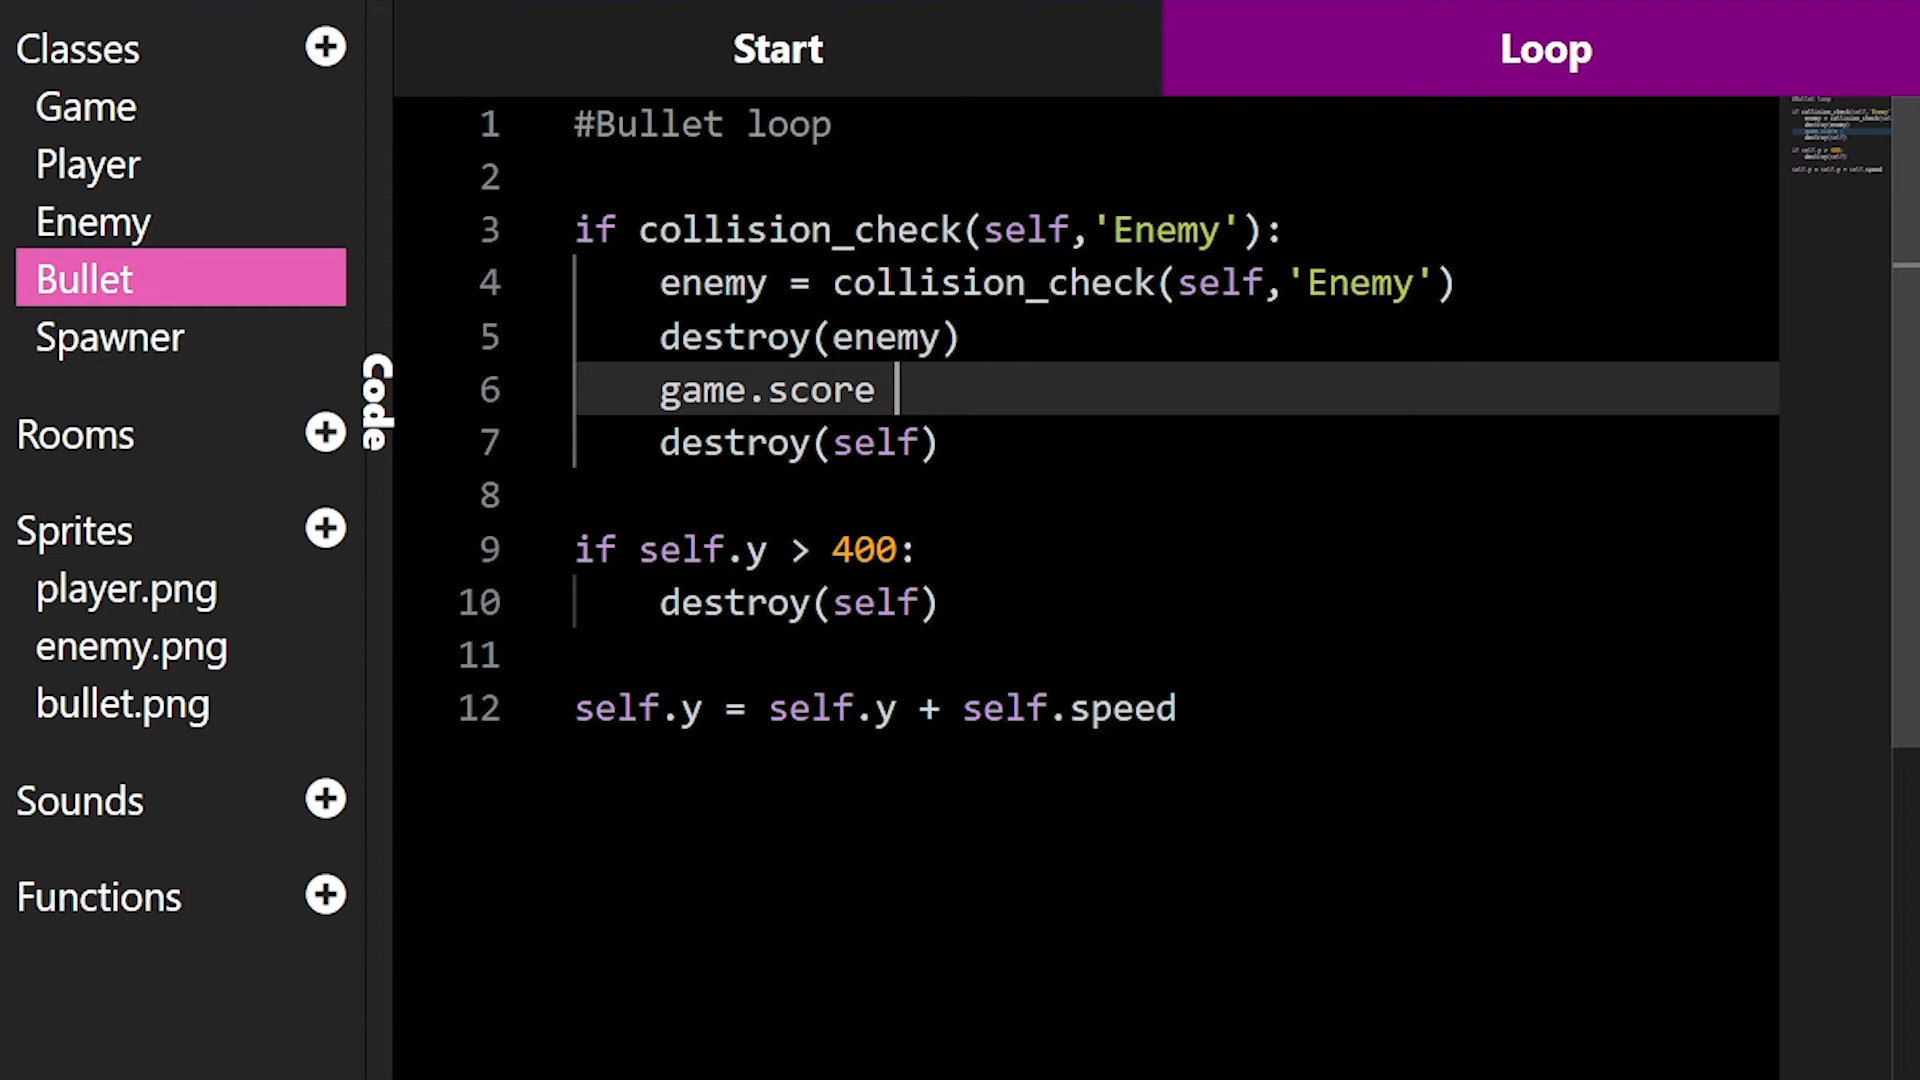 Classes
Game
Player
Enemy
Bullet
Spawner
Rooms
Sprites
player.png
enemy.png
bullet.png
Sounds
Functions
Code
Start
Loop
1 #Bullet loop
2
3 if collision_check(self,'Enemy'):
4 enemy = collision_check(self,'Enemy')
5 destroy(enemy)
6 game.score
7 destroy(self)
8
9 if self.y > 400:
10 destroy(self)
11
12 self.y = self.y + self.speed